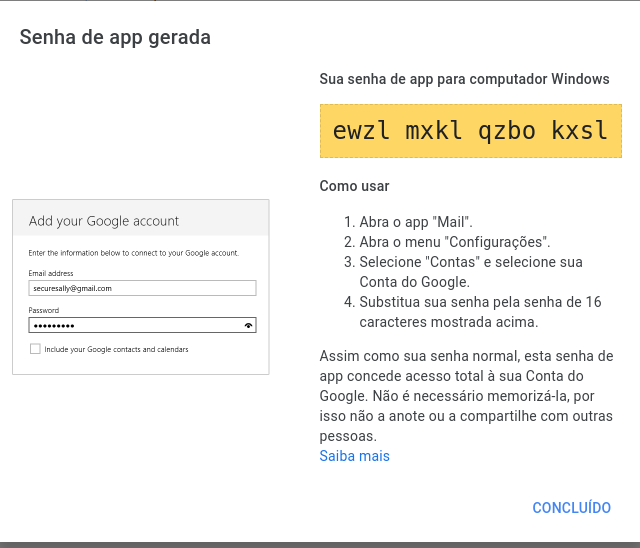 Senha de app gerada
Sua senha de app para computador Windows
ewzl mxkl qzbo kxsl
Como usar
1. Abra o app "Mail".
2. Abra o menu "Configurações".
3. Selecione "Contas" e selecione sua
Conta do Google.
4. Substitua sua senha pela senha de 16
caracteres mostrada acima.
Assim como sua senha normal, esta senha de
app concede acesso total à sua Conta do
Google. Não é necessário memorizá-la, por
isso não a anote ou a compartilhe com outras
pessoas.
Saiba mais
Add your Google account
Enter the information below to connect to your Google account.
Email address
securesally@gmail.com
Password
•••••••••
Include your Google contacts and calendars
CONCLUÍDO